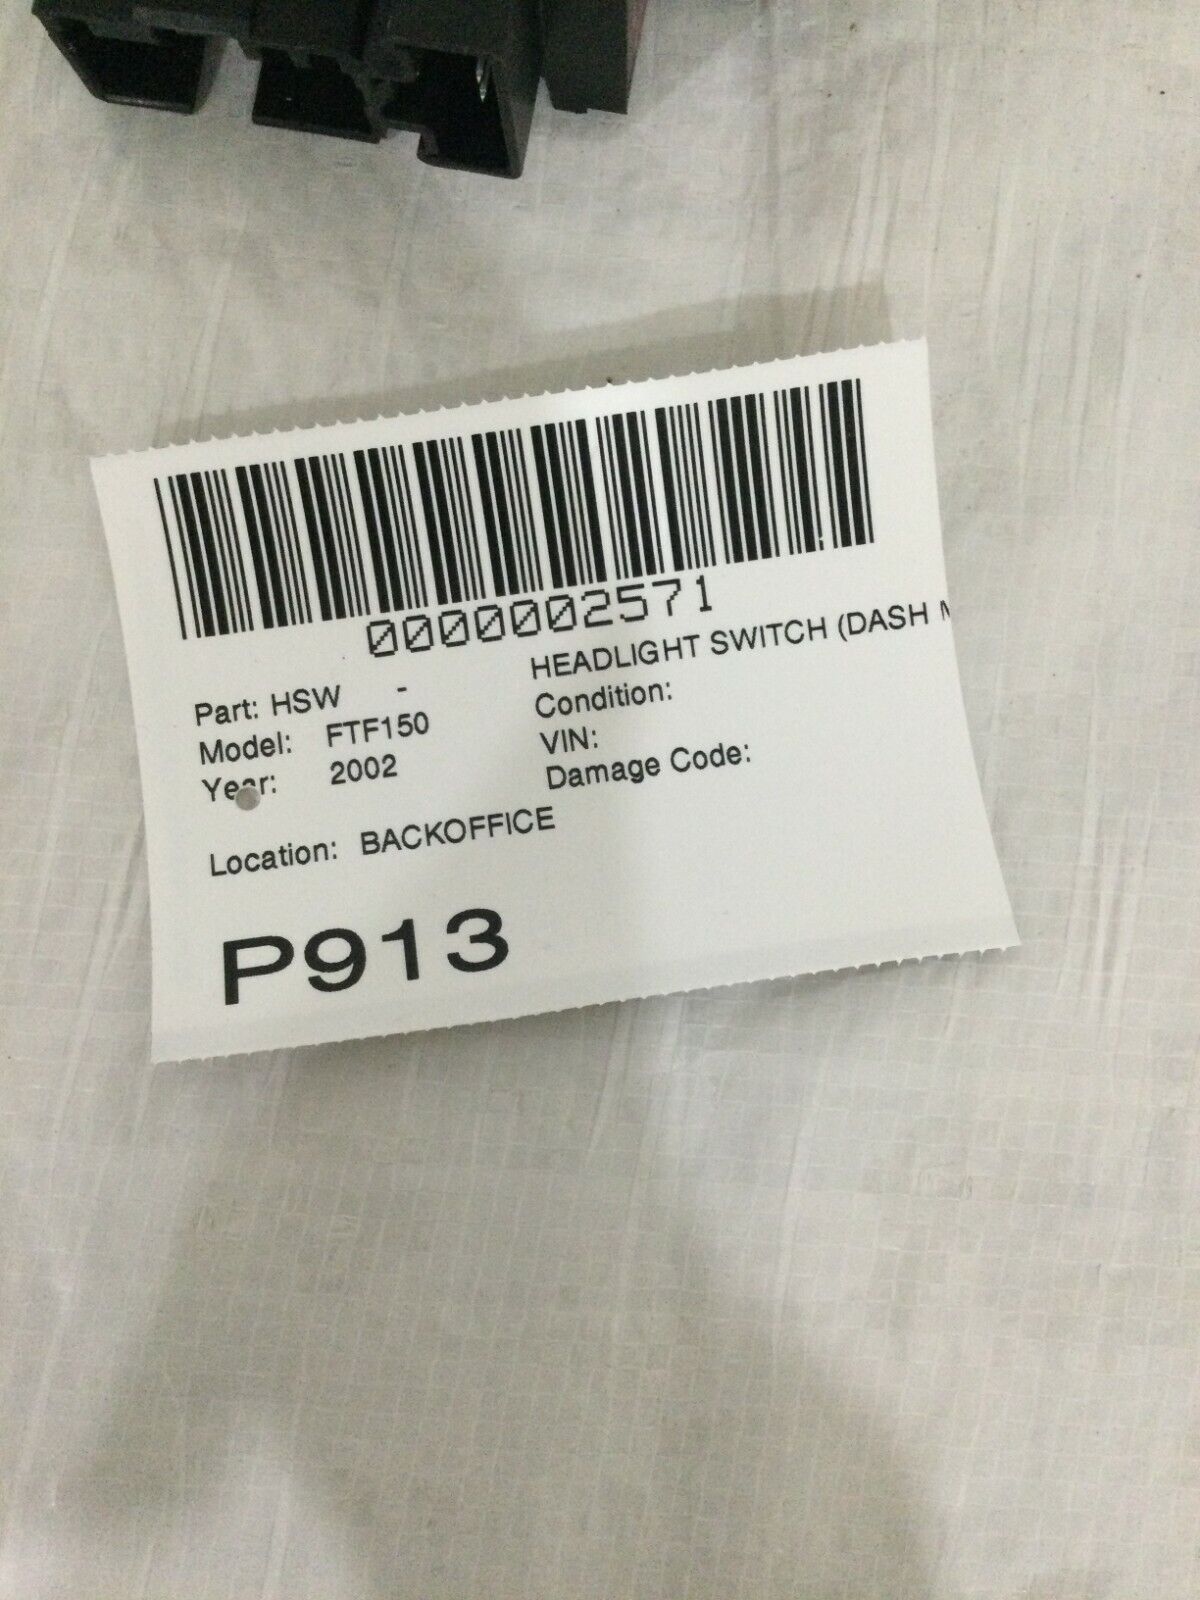 0000002571
Part: HSW - HEADLIGHT SWITCH (DASH
Model: FTF150 Condition:
Year: 2002 VIN:
Damage Code:
Location: BACKOFFICE
P913